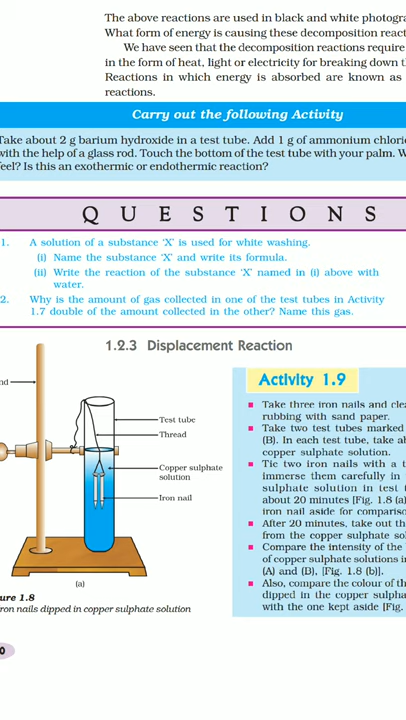 The above reactions are used in black and white photogra
What form of energy is causing these decomposition react
We have seen that the decomposition reactions require
in the form of heat, light or electricity for breaking down t
Reactions in which energy is absorbed are known as
reactions.
Carry out the following Activity
Take about 2 g barium hydroxide in a test tube. Add 1 g of ammonium chlori
with the help of a glass rod. Touch the bottom of the test tube with your palm. W
feel? Is this an exothermic or endothermic reaction?
QUESTIONS
1. A solution of a substance ‘X’ is used for white washing.
(i) Name the substance ‘X’ and write its formula.
(ii) Write the reaction of the substance ‘X’ named in (i) above with
water.
2. Why is the amount of gas collected in one of the test tubes in Activity
1.7 double of the amount collected in the other? Name this gas.
1.2.3 Displacement Reaction
nd
Test tube
Thread
Copper sulphate
solution
Iron nail
(a)
ure 1.8
ron nails dipped in copper sulphate solution
Activity 1.9
Take three iron nails and clea
rubbing with sand paper.
Take two test tubes marked
(B). In each test tube, take ab
copper sulphate solution.
Tie two iron nails with a t
immerse them carefully in
sulphate solution in test t
about 20 minutes [Fig. 1.8 (a)
iron nail aside for compariso
After 20 minutes, take out th
from the copper sulphate sol
Compare the intensity of the
of copper sulphate solutions i
(A) and (B), [Fig. 1.8 (b)].
Also, compare the colour of th
dipped in the copper sulpha
with the one kept aside [Fig.
0